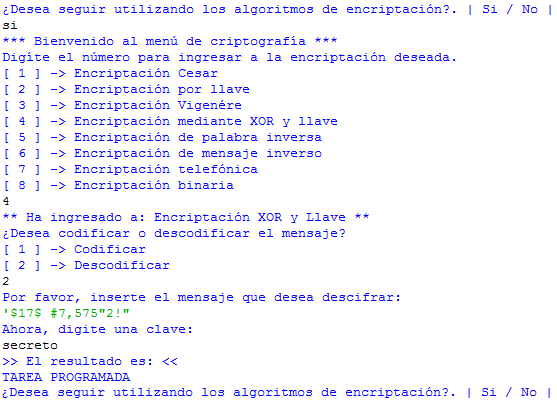 ¿Desea seguir utilizando los algoritmos de encriptación?. | Si / No |
si
*** Bienvenido al menú de criptografía ***
Digíte el número para ingresar a la encriptación deseada.
[ 1 ] -> Encriptación Cesar
[ 2 ] -> Encriptación por llave
[ 3 ] -> Encriptación Vigenére
[ 4 ] -> Encriptación mediante XOR y llave
[ 5 ] -> Encriptación de palabra inversa
[ 6 ] -> Encriptación de mensaje inverso
[ 7 ] -> Encriptación telefónica
[ 8 ] -> Encriptación binaria
4
** Ha ingresado a: Encriptación XOR y Llave **
¿Desea codificar o descodificar el mensaje?
[ 1 ] -> Codificar
[ 2 ] -> Descodificar
2
Por favor, inserte el mensaje que desea descifrar:
'$17$ #7,575"2!"
Ahora, digite una clave:
secreto
>> El resultado es: <<
TAREA PROGRAMADA
¿Desea seguir utilizando los algoritmos de encriptación?. | Si / No |